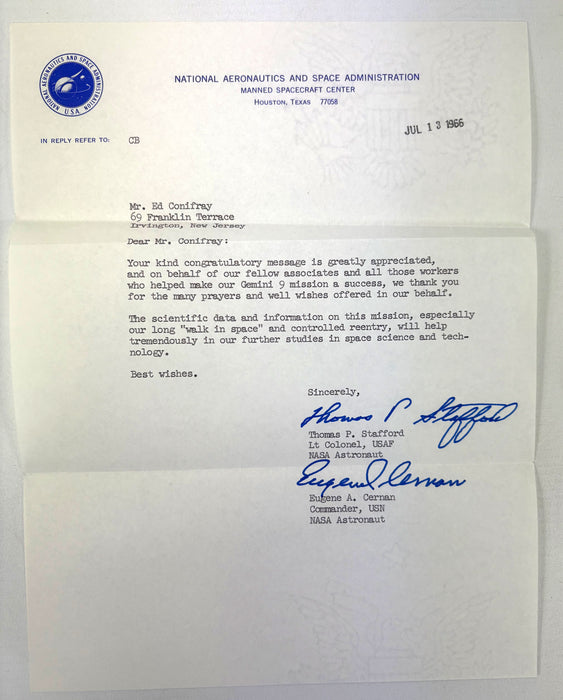 NATIONAL AERONAUTICS AND SPACE ADMINISTRATION
U S A
NATIONAL AERONAUTICS AND SPACE ADMINISTRATION
MANNED SPACECRAFT CENTER
HOUSTON, TEXAS 77058
JUL 13 1966
IN REPLY REFER TO: CB
Mr. Ed Conifray
69 Franklin Terrace
Irvington, New Jersey
Dear Mr. Conifray:
Your kind congratulatory message is greatly appreciated,
and on behalf of our fellow associates and all those workers
who helped make our Gemini 9 mission a success, we thank you
for the many prayers and well wishes offered in our behalf.
The scientific data and information on this mission, especially
our long "walk in space" and controlled reentry, will help
tremendously in our further studies in space science and tech-
nology.
Best wishes.
Sincerely,
Thomas P Stafford
Thomas P. Stafford
Lt Colonel, USAF
NASA Astronaut
Eugene Cernan
Eugene A. Cernan
Commander, USN
NASA Astronaut